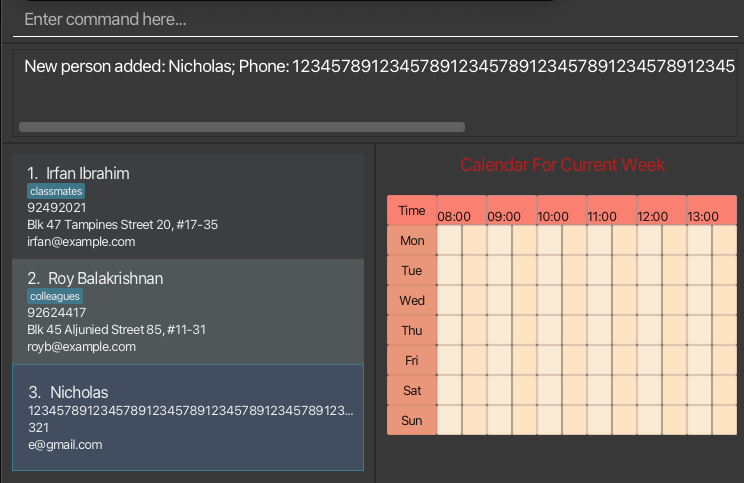 Enter command here...
New person added: Nicholas; Phone: 123457891234578912345789123457891234578912345
1. Irfan Ibrahim
classmates
92492021
Blk 47 Tampines Street 20, #17-35
irfan@example.com
2. Roy Balakrishnan
colleagues
92624417
Blk 45 Aljunied Street 85, #11-31
royb@example.com
3. Nicholas
1234578912345789123457891234578912345789123...
321
e@gmail.com
Calendar For Current Week
Time 08:00 09:00 10:00 11:00 12:00 13:00
Mon
Tue
Wed
Thu
Fri
Sat
Sun